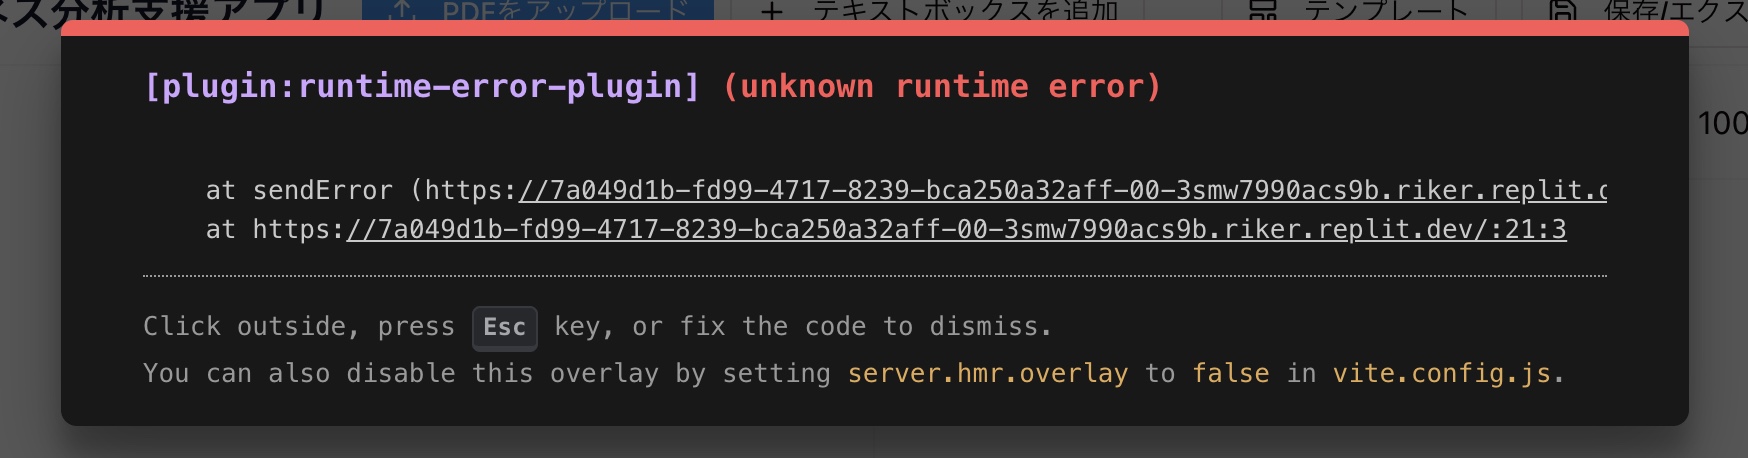 ス分析支援アプリ PDFをアップロード + テキストボックスを追加 テンプレート 保存/エクス
[plugin:runtime-error-plugin] (unknown runtime error)
100
at sendError (https://7a049d1b-fd99-4717-8239-bca250a32aff-00-3smw7990acs9b.riker.replit.d
at https://7a049d1b-fd99-4717-8239-bca250a32aff-00-3smw7990acs9b.riker.replit.dev/:21:3
Click outside, press Esc key, or fix the code to dismiss.
You can also disable this overlay by setting server.hmr.overlay to false in vite.config.js.